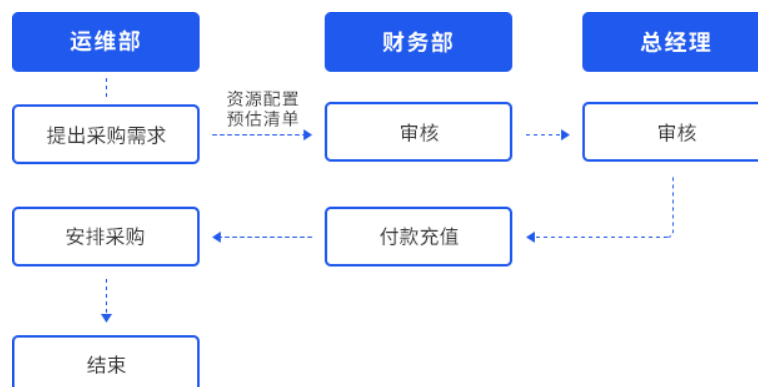 运维部
财务部
总经理
提出采购需求
资源配置
预估清单
审核
审核
安排采购
付款充值
结束